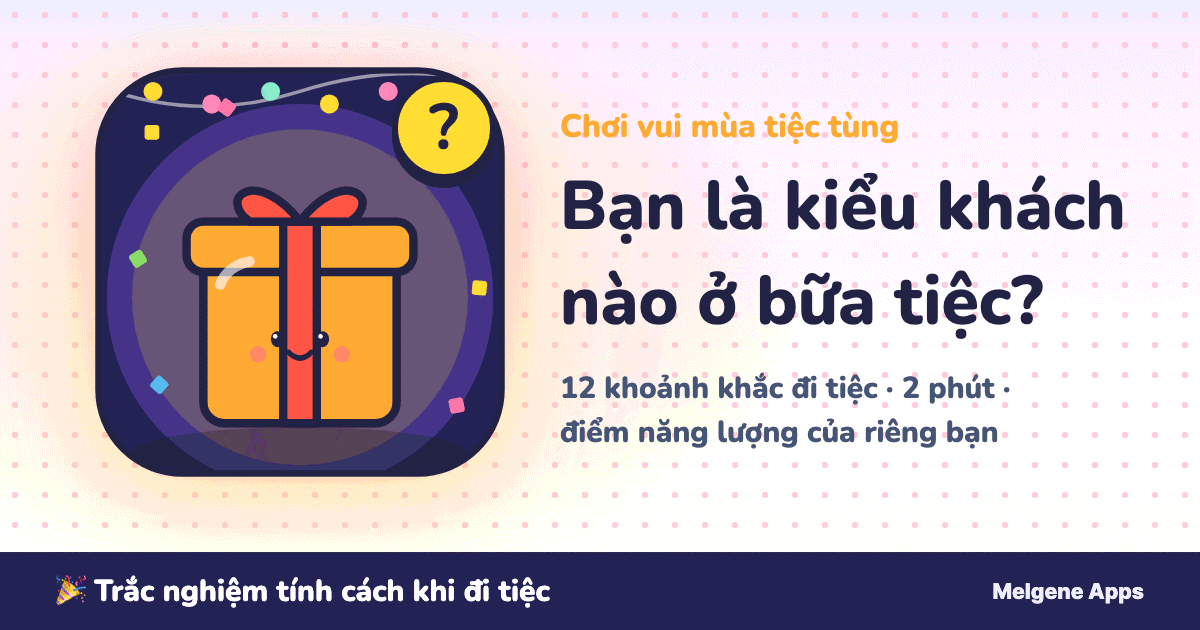 ?
Chơi vui mùa tiệc tùng
Bạn là kiểu khách
nào ở bữa tiệc?
12 khoảnh khắc đi tiệc · 2 phút ·
điểm năng lượng của riêng bạn
🎉 Trắc nghiệm tính cách khi đi tiệc
Melgene Apps